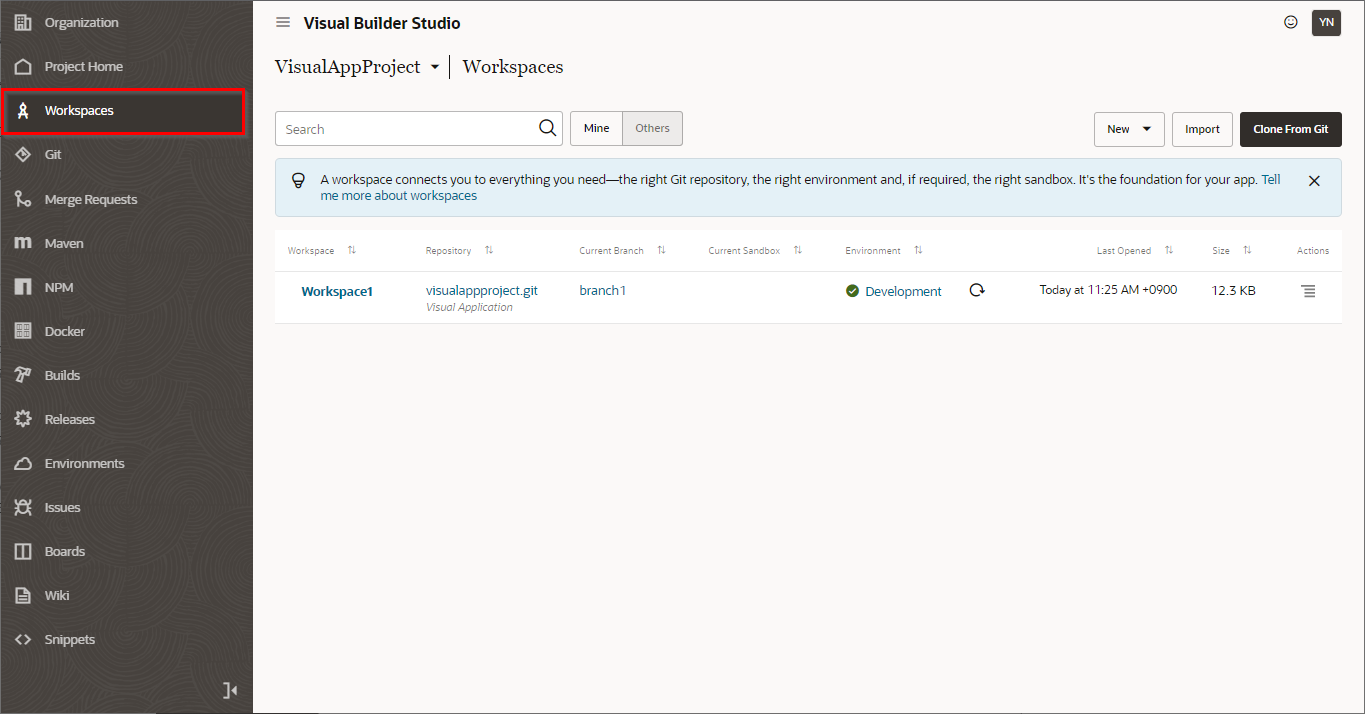 Organization
Project Home
Workspaces
Git
Merge Requests
Maven
NPM
Docker
Builds
Releases
Environments
Issues
Boards
Wiki
Snippets
Visual Builder Studio
YN
VisualAppProject
Workspaces
Search
Mine
Others
New
Import
Clone From Git
A workspace connects you to everything you need—the right Git repository, the right environment and, if required, the right sandbox. It's the foundation for your app. Tell
me more about workspaces
Workspace Repository Current Branch Current Sandbox Environment Last Opened Size Actions
Workspace1 visualappproject.git branch1 Development Today at 11:25 AM +0900 12.3 KB
Visual Application